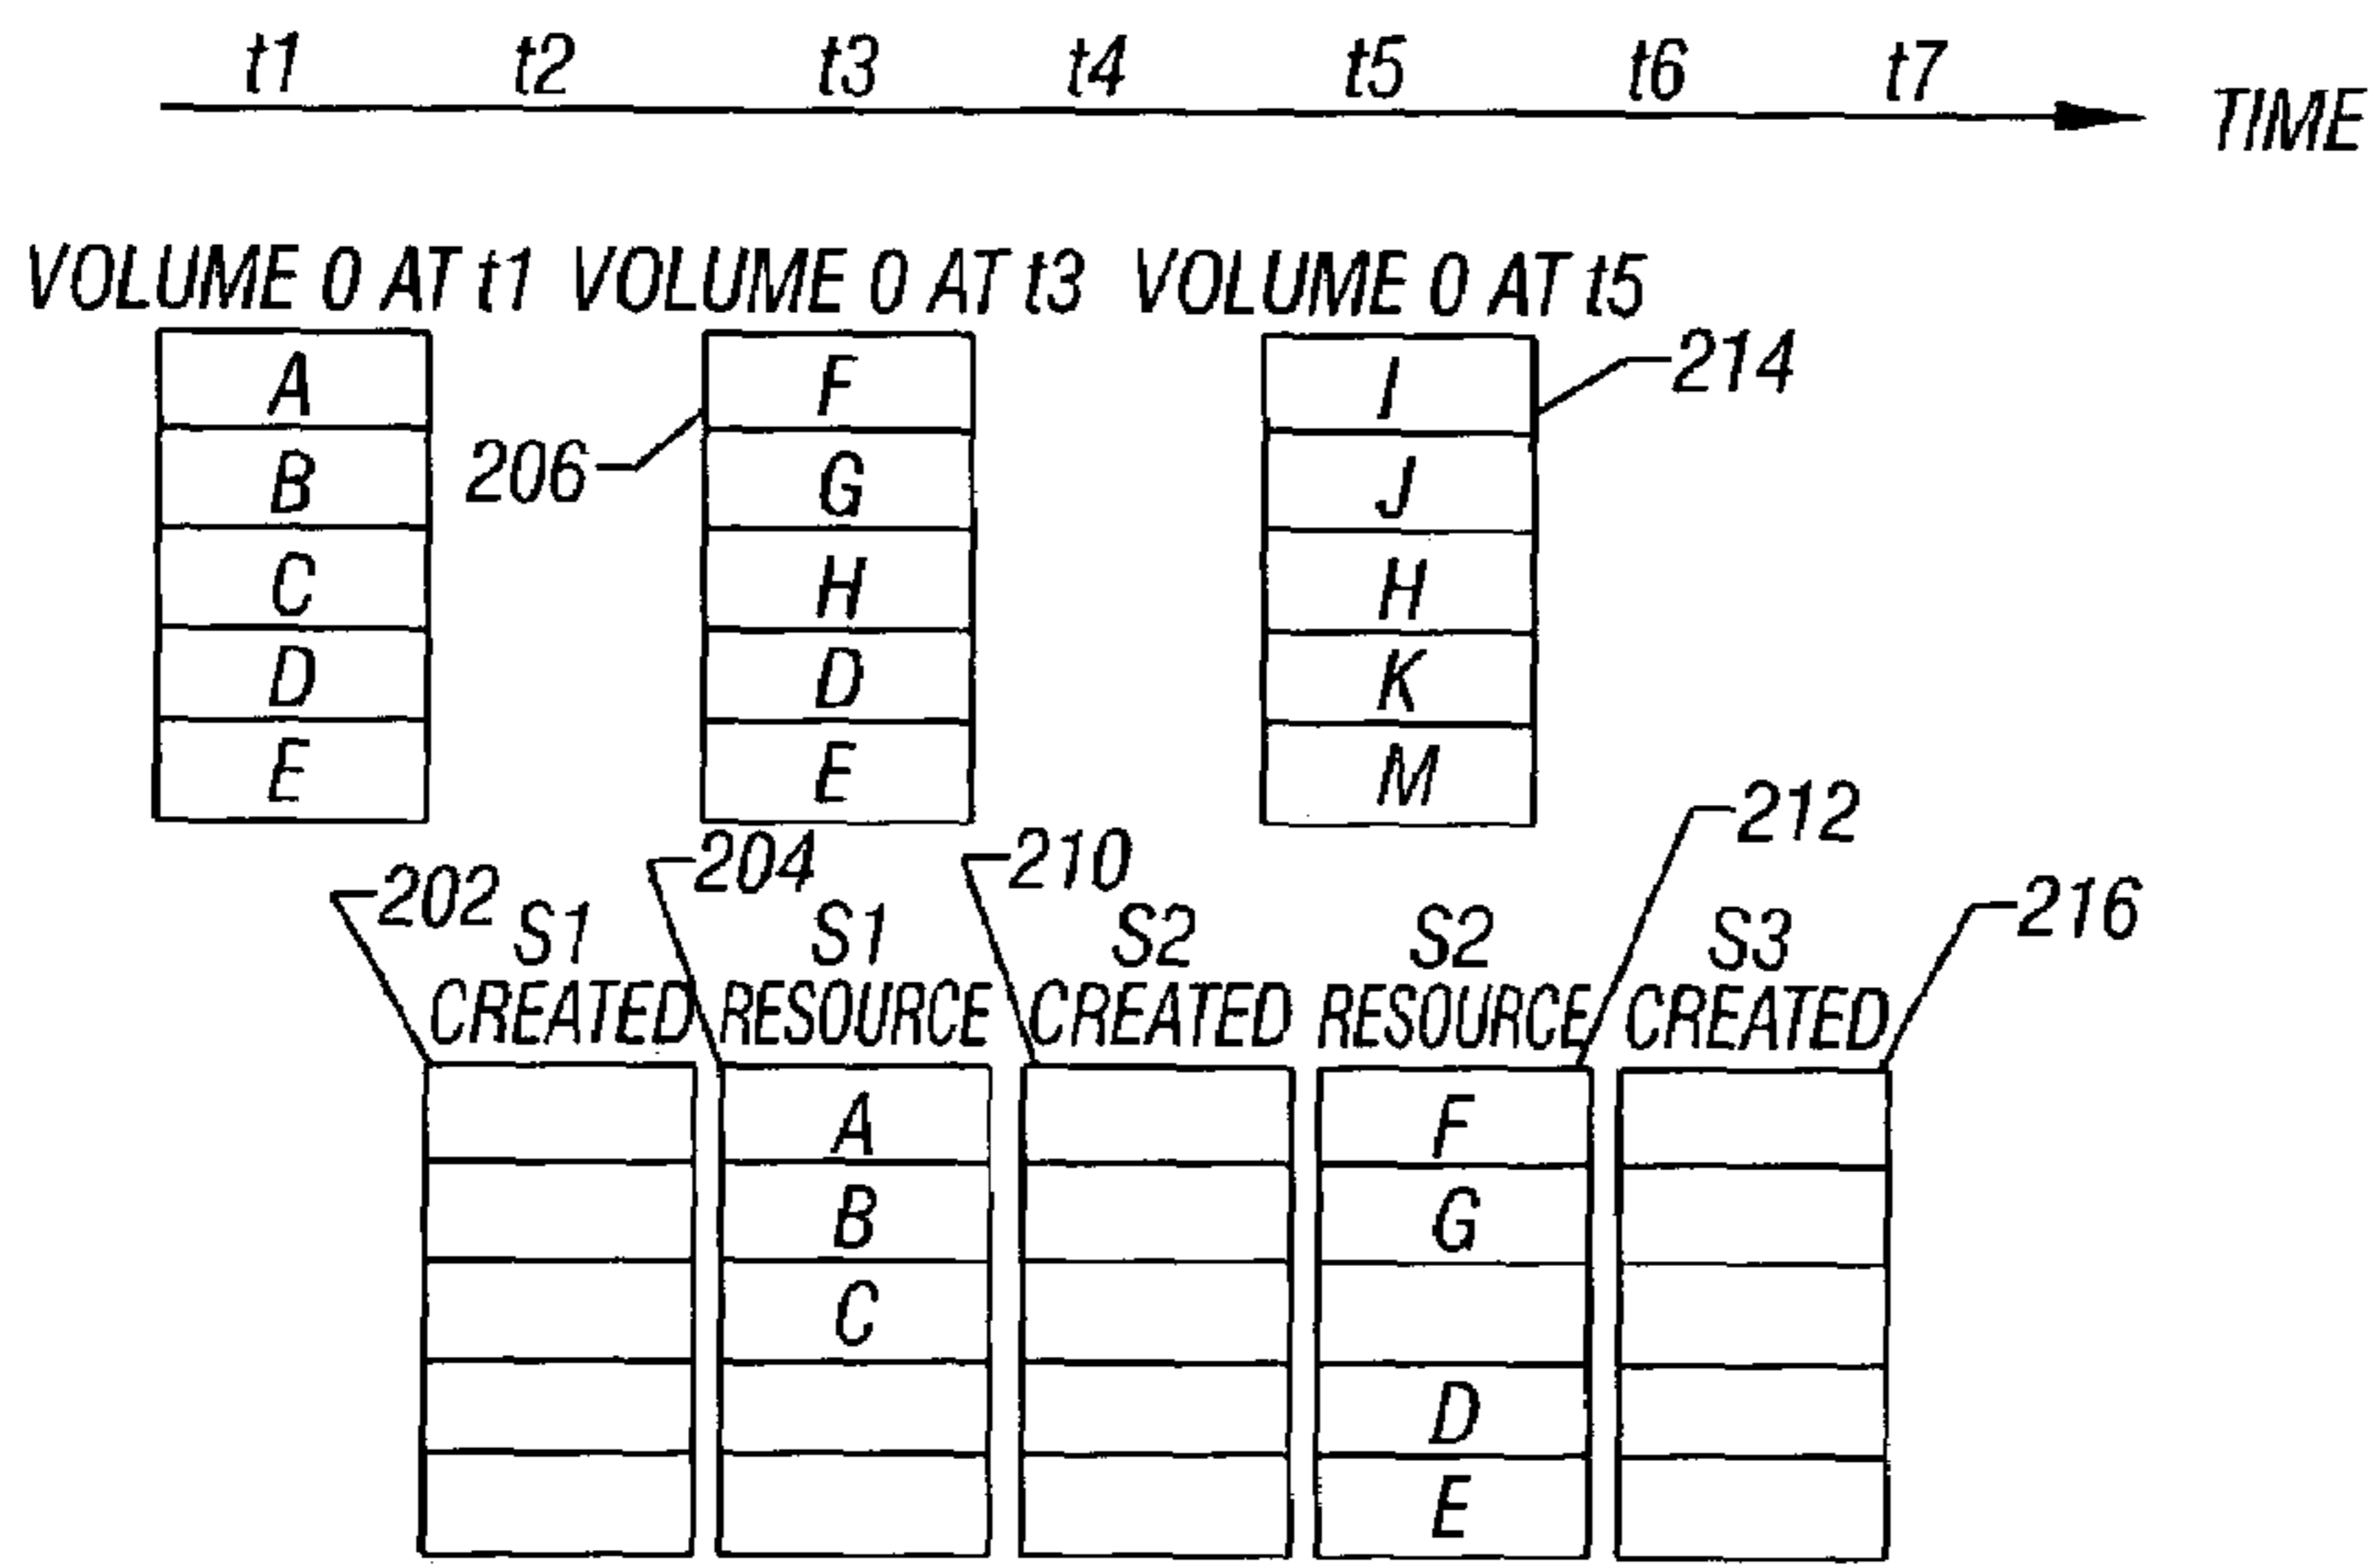 t1 t2 t3 t4 t5 t6 t7
TIME
VOLUME 0 AT t1 VOLUME 0 AT t3 VOLUME 0 AT t5
A F I
214
206
B G J
C H H
D D K
E E M
212
202 204 210 216
S1 S1 S2 S2 S3
CREATED RESOURCE CREATED RESOURCE CREATED
A F
B G
C
D
E